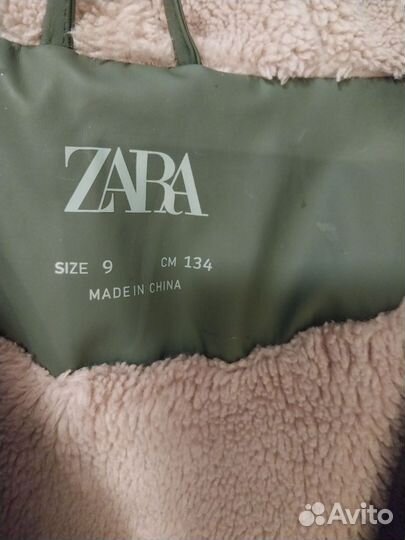 ZARA
SIZE 9 CM 134
MADE IN CHINA
Avito